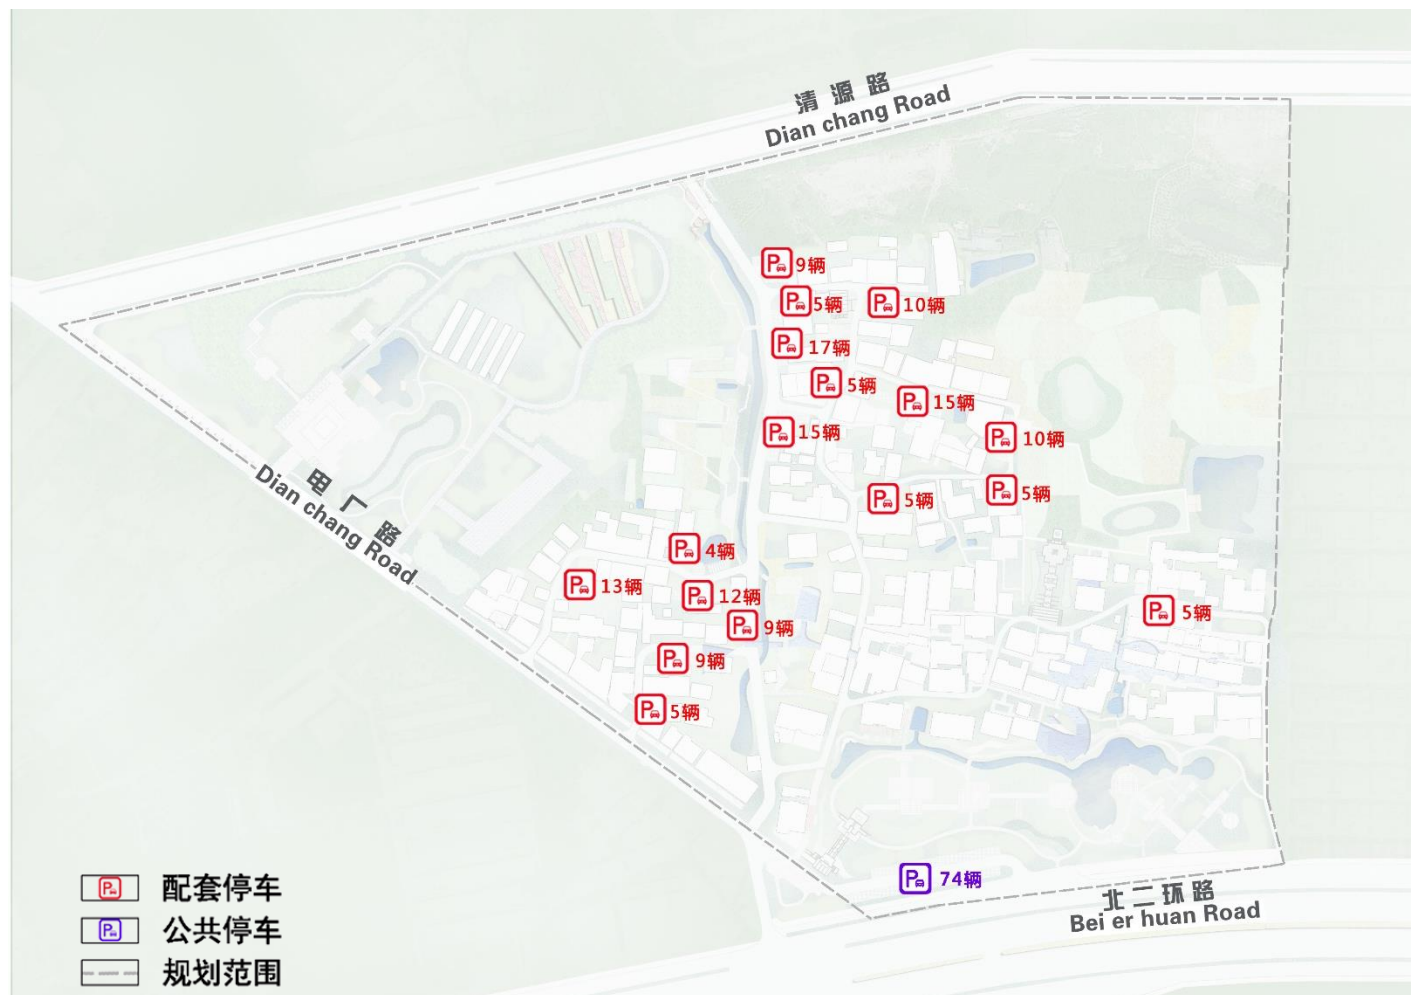 清源路
Dian chang Road
9辆
5辆
10辆
17辆
5辆
15辆
15辆
10辆
5辆
5辆
电厂路
Dian chang Road
4辆
13辆
12辆
9辆
5辆
9辆
5辆
74辆
北二环路
Bei er huan Road
配套停车
公共停车
规划范围